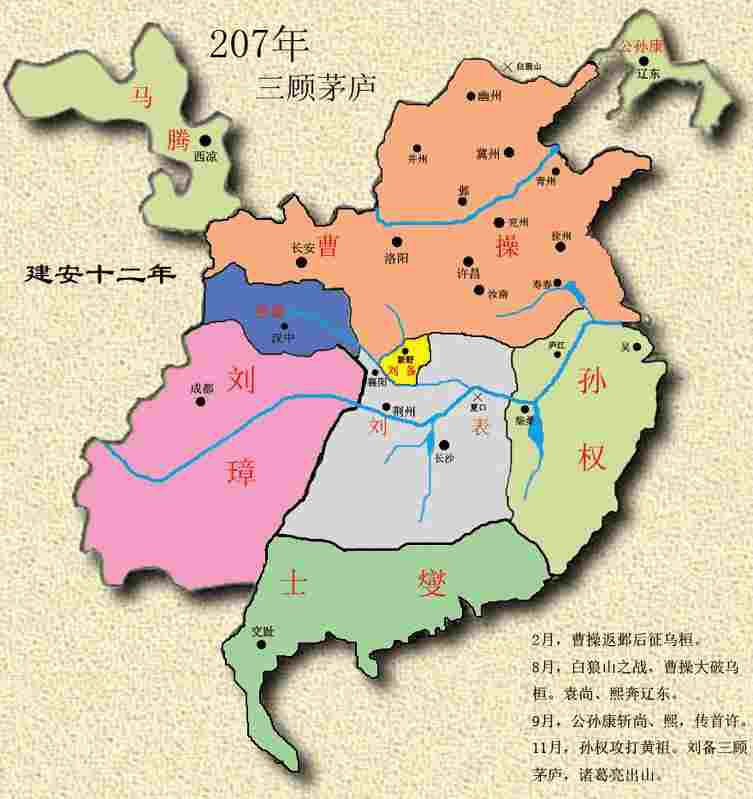 207年
三顾茅庐
公孙康
辽东
白狼山
马
腾
西凉
幽州
并州
冀州
青州
邺
兖州
徐州
曹
操
长安
洛阳
许昌
汝南
寿春
建安十二年
汉中
新野
刘备
襄阳
庐江
吴
孙
权
刘
璋
成都
荆州
夏口
柴桑
刘
表
长沙
士
燮
交趾
2月，曹操返邺后征乌桓。
8月，白狼山之战，曹操大破乌
桓。袁尚、熙奔辽东。
9月，公孙康斩尚、熙，传首许。
11月，孙权攻打黄祖。刘备三顾
茅庐，诸葛亮出山。